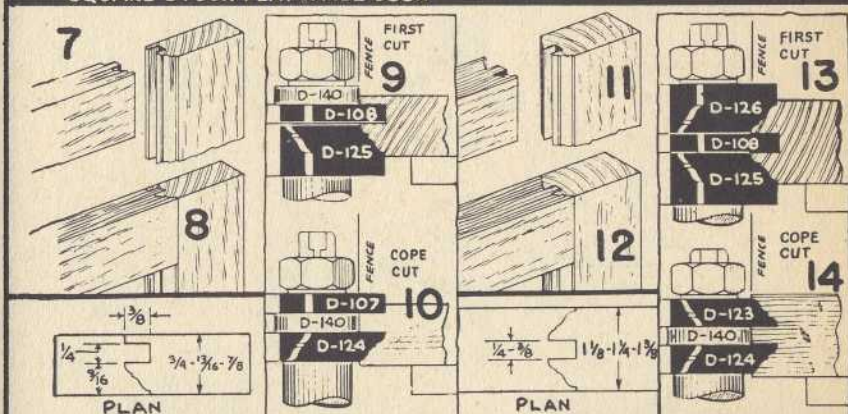 7
8
FIRST
CUT
FENCE
9
D-140
D-108
D-125
COPE
CUT
FENCE
10
D-107
D-140
D-124
11
12
FIRST
CUT
FENCE
13
D-126
D-108
D-125
COPE
CUT
FENCE
14
D-123
D-140
D-124
3/8
1/4
3/16
3/4 - 13/16 - 7/8
PLAN
1/4 - 3/8
1 1/8 - 1 1/4 - 1 3/8
PLAN